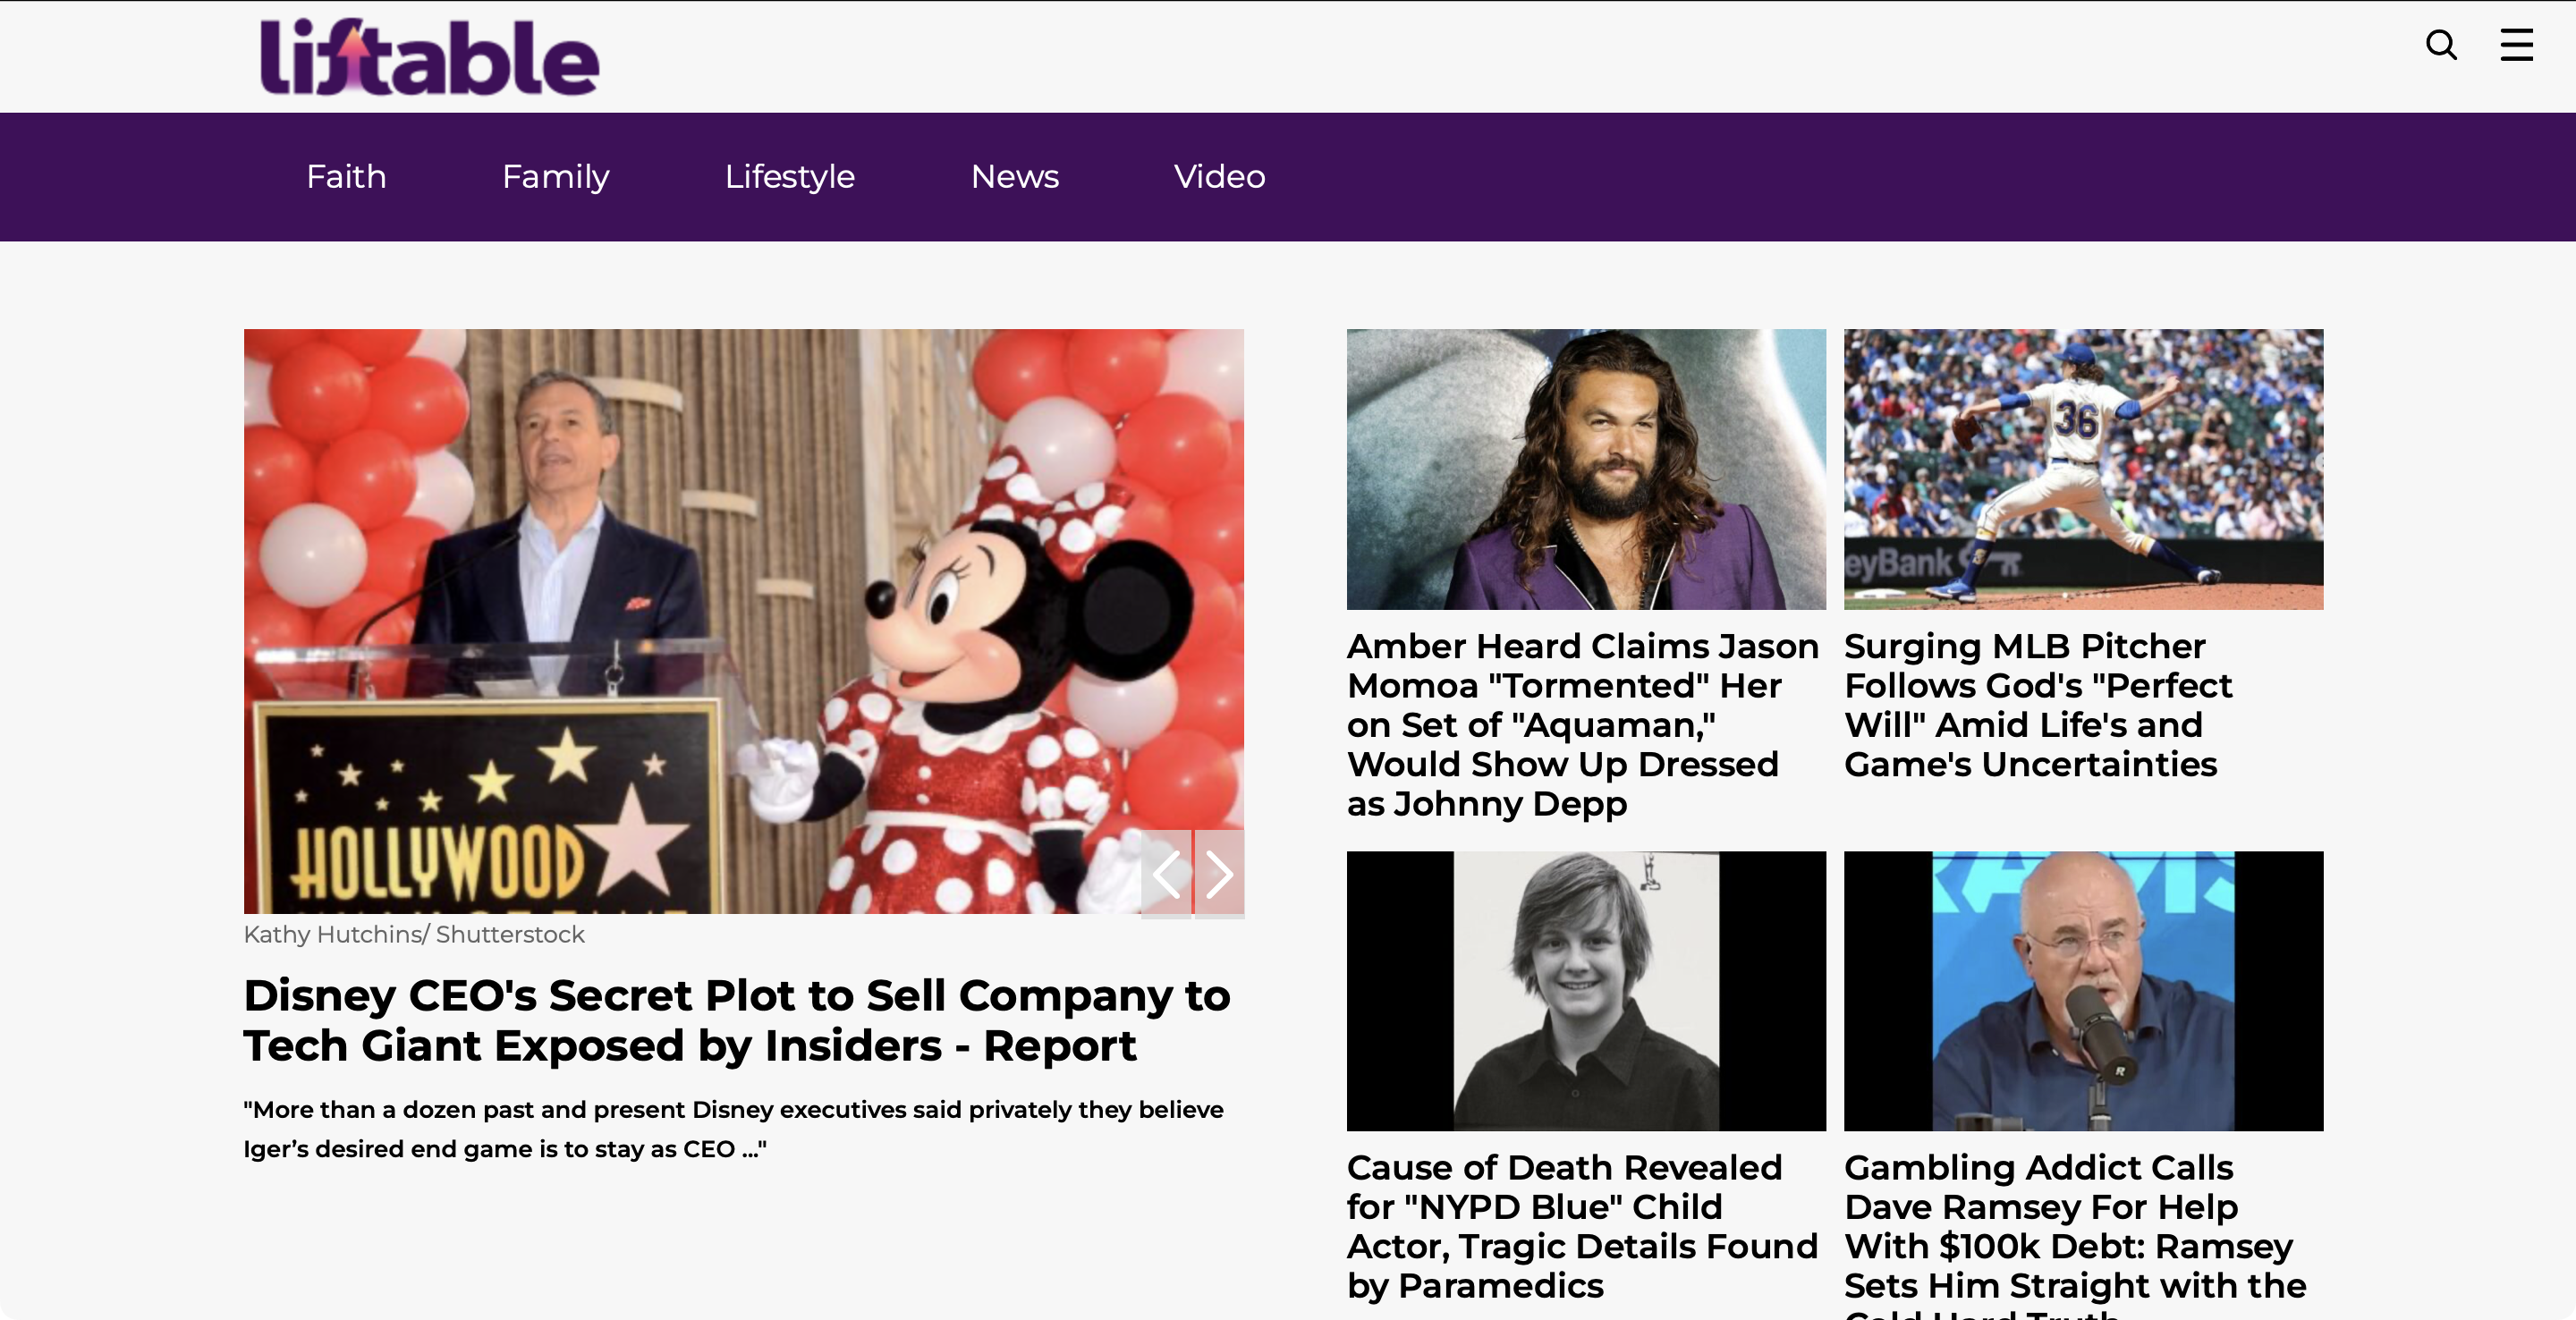 liftable
Faith
Family
Lifestyle
News
Video
HOLLYWOOD
Kathy Hutchins/ Shutterstock
Disney CEO's Secret Plot to Sell Company to
Tech Giant Exposed by Insiders - Report
"More than a dozen past and present Disney executives said privately they believe
Iger’s desired end game is to stay as CEO ..."
36
eyBank
Amber Heard Claims Jason
Momoa "Tormented" Her
on Set of "Aquaman,"
Would Show Up Dressed
as Johnny Depp
Surging MLB Pitcher
Follows God's "Perfect
Will" Amid Life's and
Game's Uncertainties
R
Cause of Death Revealed
for "NYPD Blue" Child
Actor, Tragic Details Found
by Paramedics
Gambling Addict Calls
Dave Ramsey For Help
With $100k Debt: Ramsey
Sets Him Straight with the
Cold Hard Truth